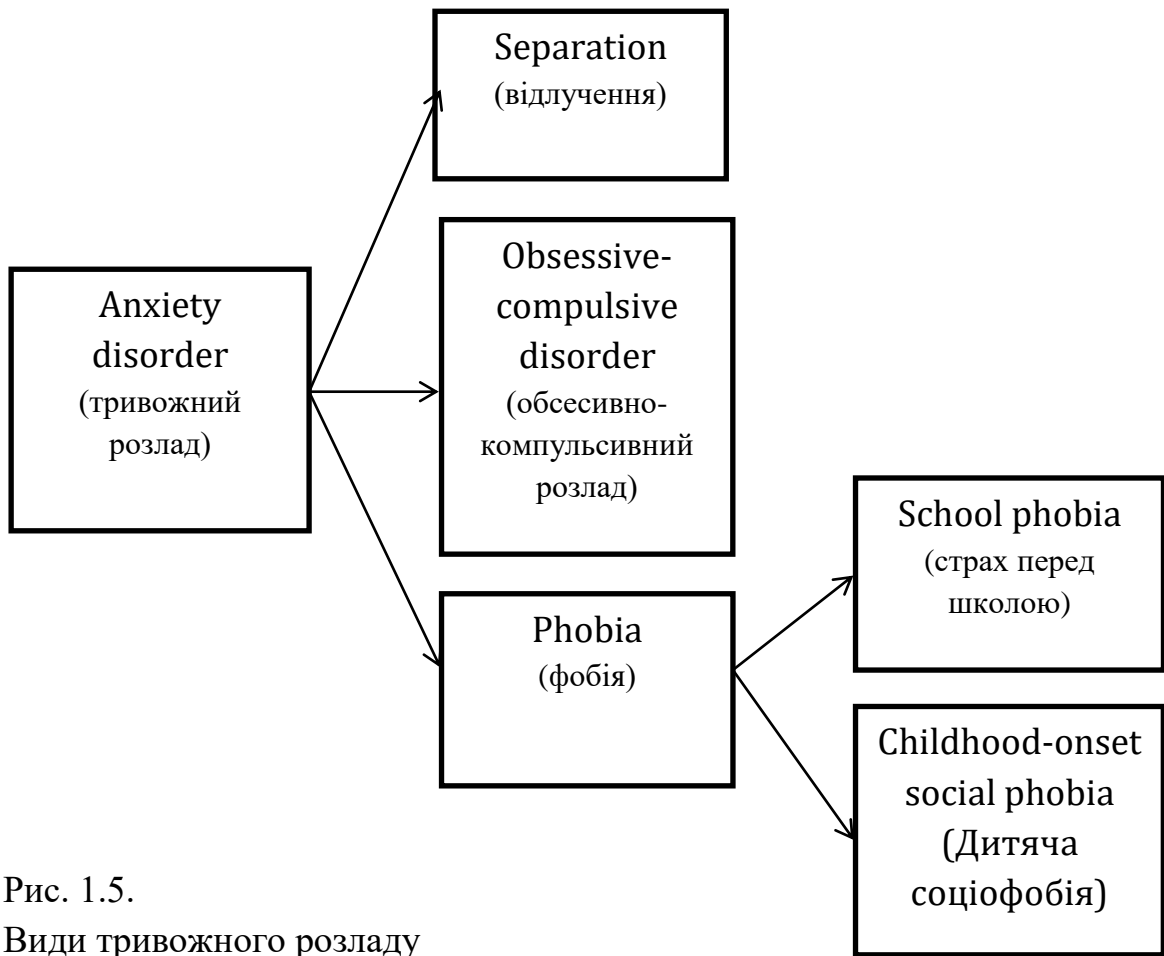 Separation
(відлучення)
Anxiety
disorder
(тривожний
розлад)
Obsessive-
compulsive
disorder
(обсесивно-
компульсивний
розлад)
Phobia
(фобія)
School phobia
(страх перед
школою)
Childhood-onset
social phobia
(Дитяча
соціофобія)
Рис. 1.5.
Види тривожного розладу